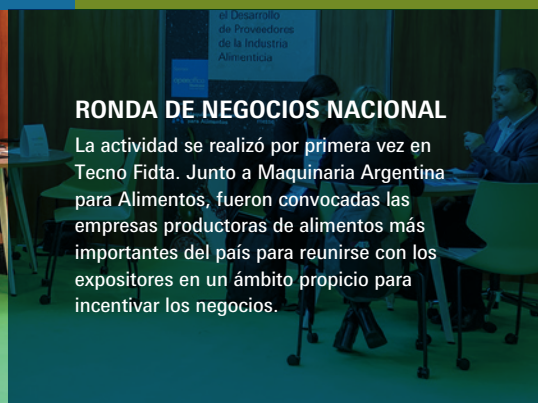 el Desarrollo
de Proveedores
de la Industria
Alimenticia
RONDA DE NEGOCIOS NACIONAL
La actividad se realizó por primera vez en
Tecno Fidta. Junto a Maquinaria Argentina
para Alimentos, fueron convocadas las
empresas productoras de alimentos más
importantes del país para reunirse con los
expositores en un ámbito propicio para
incentivar los negocios.